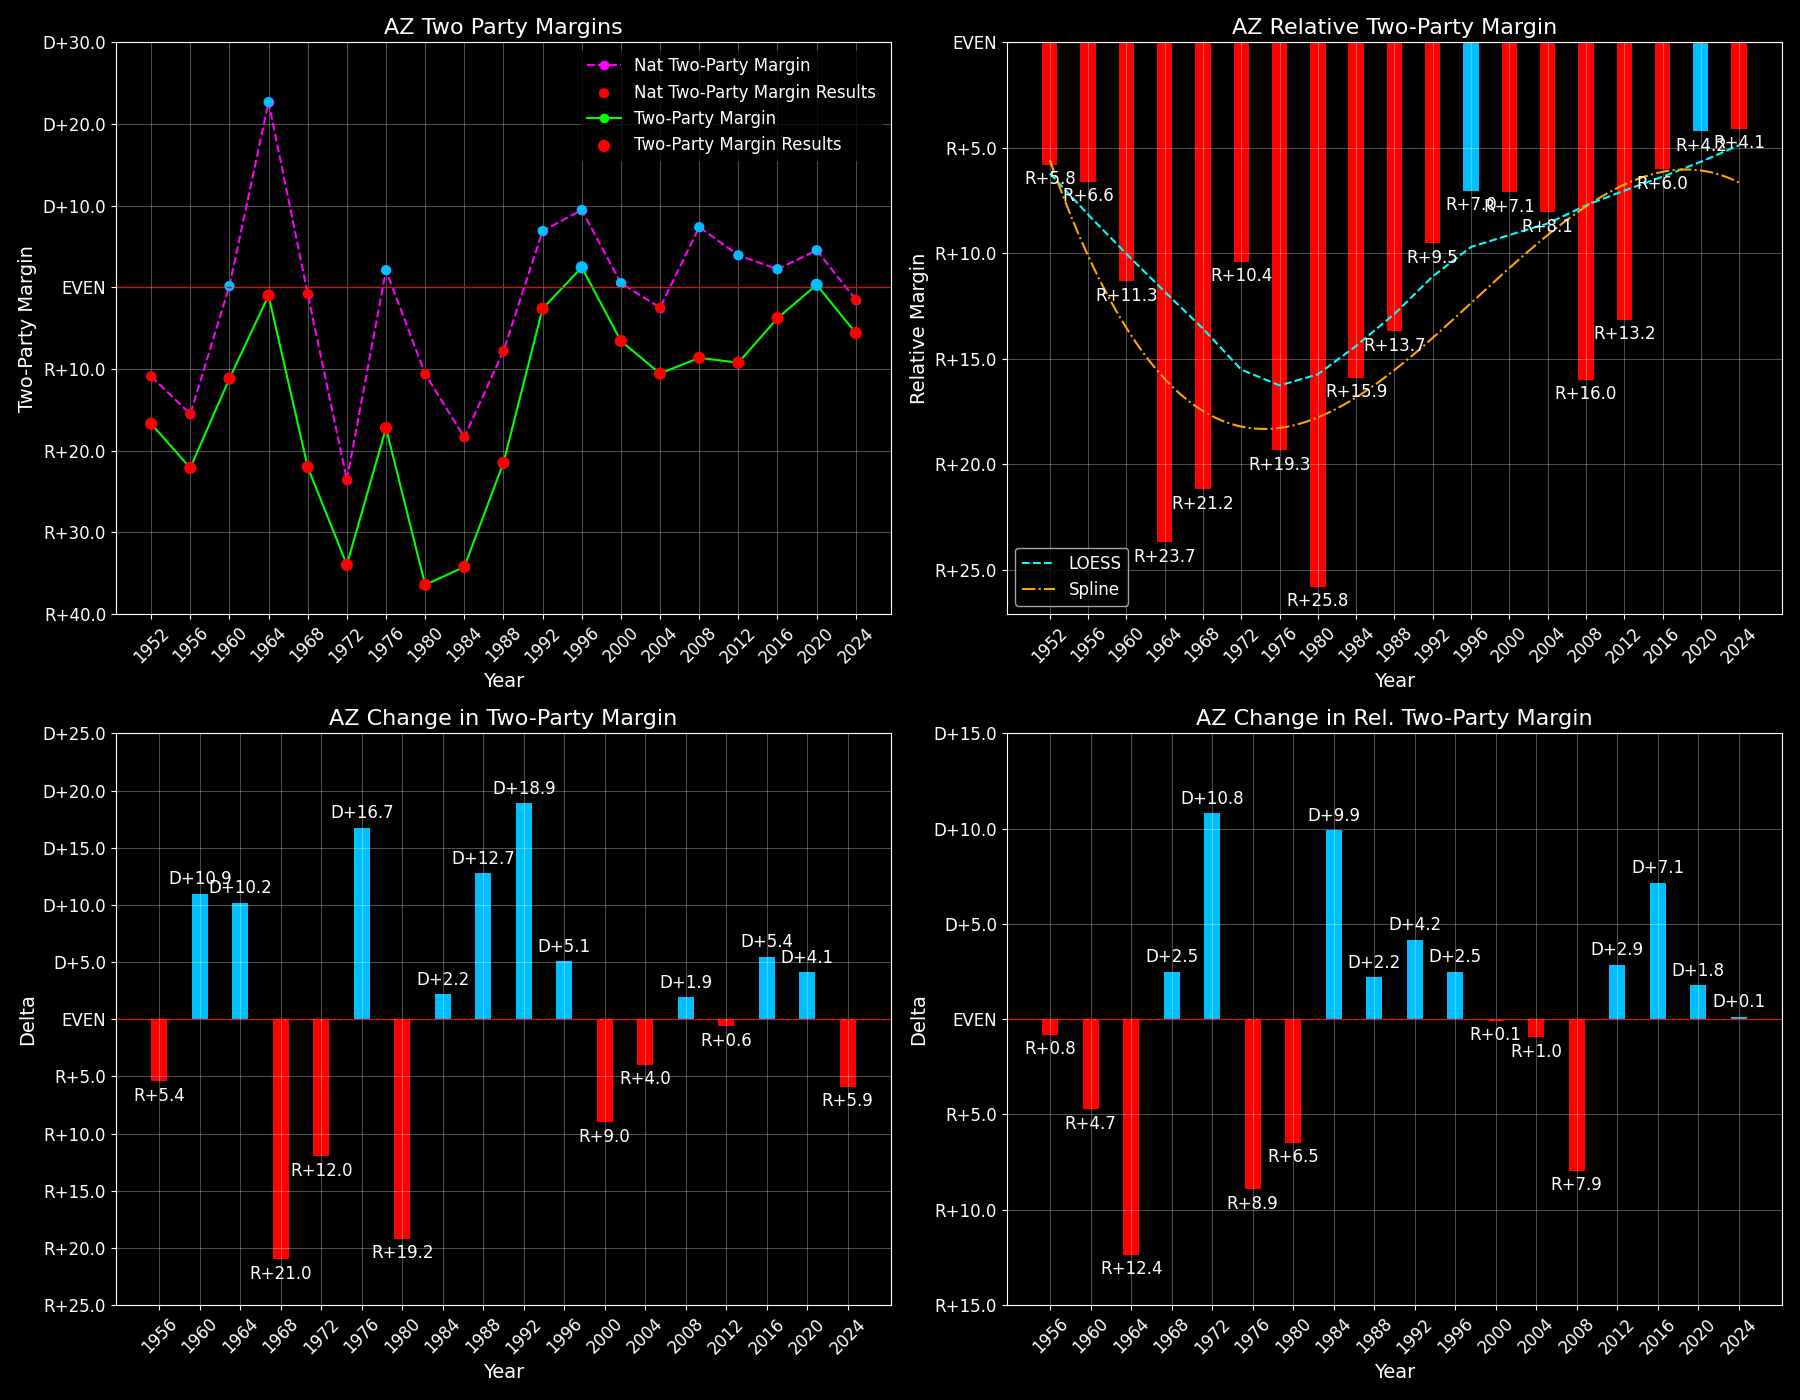 AZ Two Party Margins
D+30.0
D+20.0
D+10.0
EVEN
R+10.0
R+20.0
R+30.0
R+40.0
Two-Party Margin
Nat Two-Party Margin
Nat Two-Party Margin Results
Two-Party Margin
Two-Party Margin Results
1952 1956 1960 1964 1968 1972 1976 1980 1984 1988 1992 1996 2000 2004 2008 2012 2016 2020 2024
Year
AZ Relative Two-Party Margin
EVEN
R+5.0
R+10.0
R+15.0
R+20.0
R+25.0
Relative Margin
R+5.8
R+6.6
R+11.3
R+23.7
R+21.2
R+10.4
R+19.3
R+25.8
R+15.9
R+13.7
R+9.5
R+7.0
R+7.1
R+8.1
R+16.0
R+13.2
R+6.0
R+4.2
R+4.1
LOESS
Spline
1952 1956 1960 1964 1968 1972 1976 1980 1984 1988 1992 1996 2000 2004 2008 2012 2016 2020 2024
Year
AZ Change in Two-Party Margin
D+25.0
D+20.0
D+15.0
D+10.0
D+5.0
EVEN
R+5.0
R+10.0
R+15.0
R+20.0
R+25.0
Delta
R+5.4
D+10.9
D+10.2
R+21.0
R+12.0
D+16.7
R+19.2
D+2.2
D+12.7
D+18.9
D+5.1
R+9.0
R+4.0
D+1.9
R+0.6
D+5.4
D+4.1
R+5.9
1956 1960 1964 1968 1972 1976 1980 1984 1988 1992 1996 2000 2004 2008 2012 2016 2020 2024
Year
AZ Change in Rel. Two-Party Margin
D+15.0
D+10.0
D+5.0
EVEN
R+5.0
R+10.0
R+15.0
Delta
R+0.8
R+4.7
R+12.4
D+2.5
D+10.8
R+8.9
R+6.5
D+9.9
D+2.2
D+4.2
D+2.5
R+0.1
R+1.0
R+7.9
D+2.9
D+7.1
D+1.8
D+0.1
1956 1960 1964 1968 1972 1976 1980 1984 1988 1992 1996 2000 2004 2008 2012 2016 2020 2024
Year